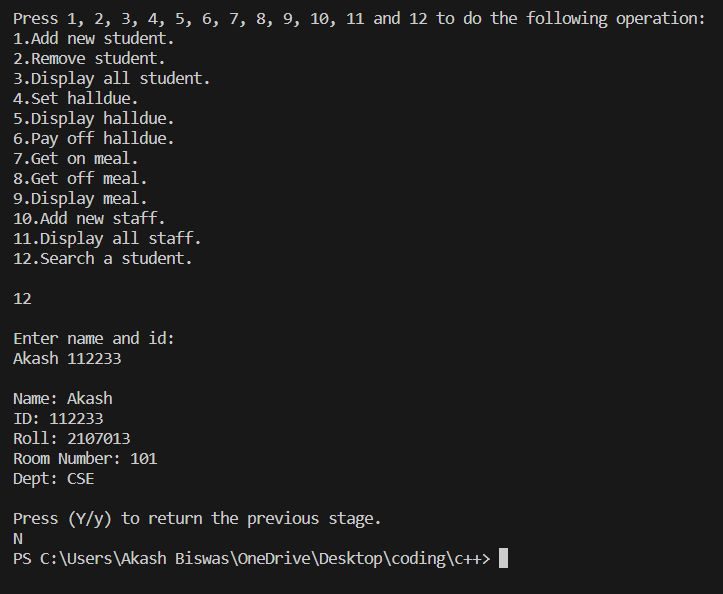 Press 1, 2, 3, 4, 5, 6, 7, 8, 9, 10, 11 and 12 to do the following operation:
1.Add new student.
2.Remove student.
3.Display all student.
4.Set halldue.
5.Display halldue.
6.Pay off halldue.
7.Get on meal.
8.Get off meal.
9.Display meal.
10.Add new staff.
11.Display all staff.
12.Search a student.
12
Enter name and id:
Akash 112233
Name: Akash
ID: 112233
Roll: 2107013
Room Number: 101
Dept: CSE
Press (Y/y) to return the previous stage.
N
PS C:\Users\Akash Biswas\OneDrive\Desktop\coding\c++>